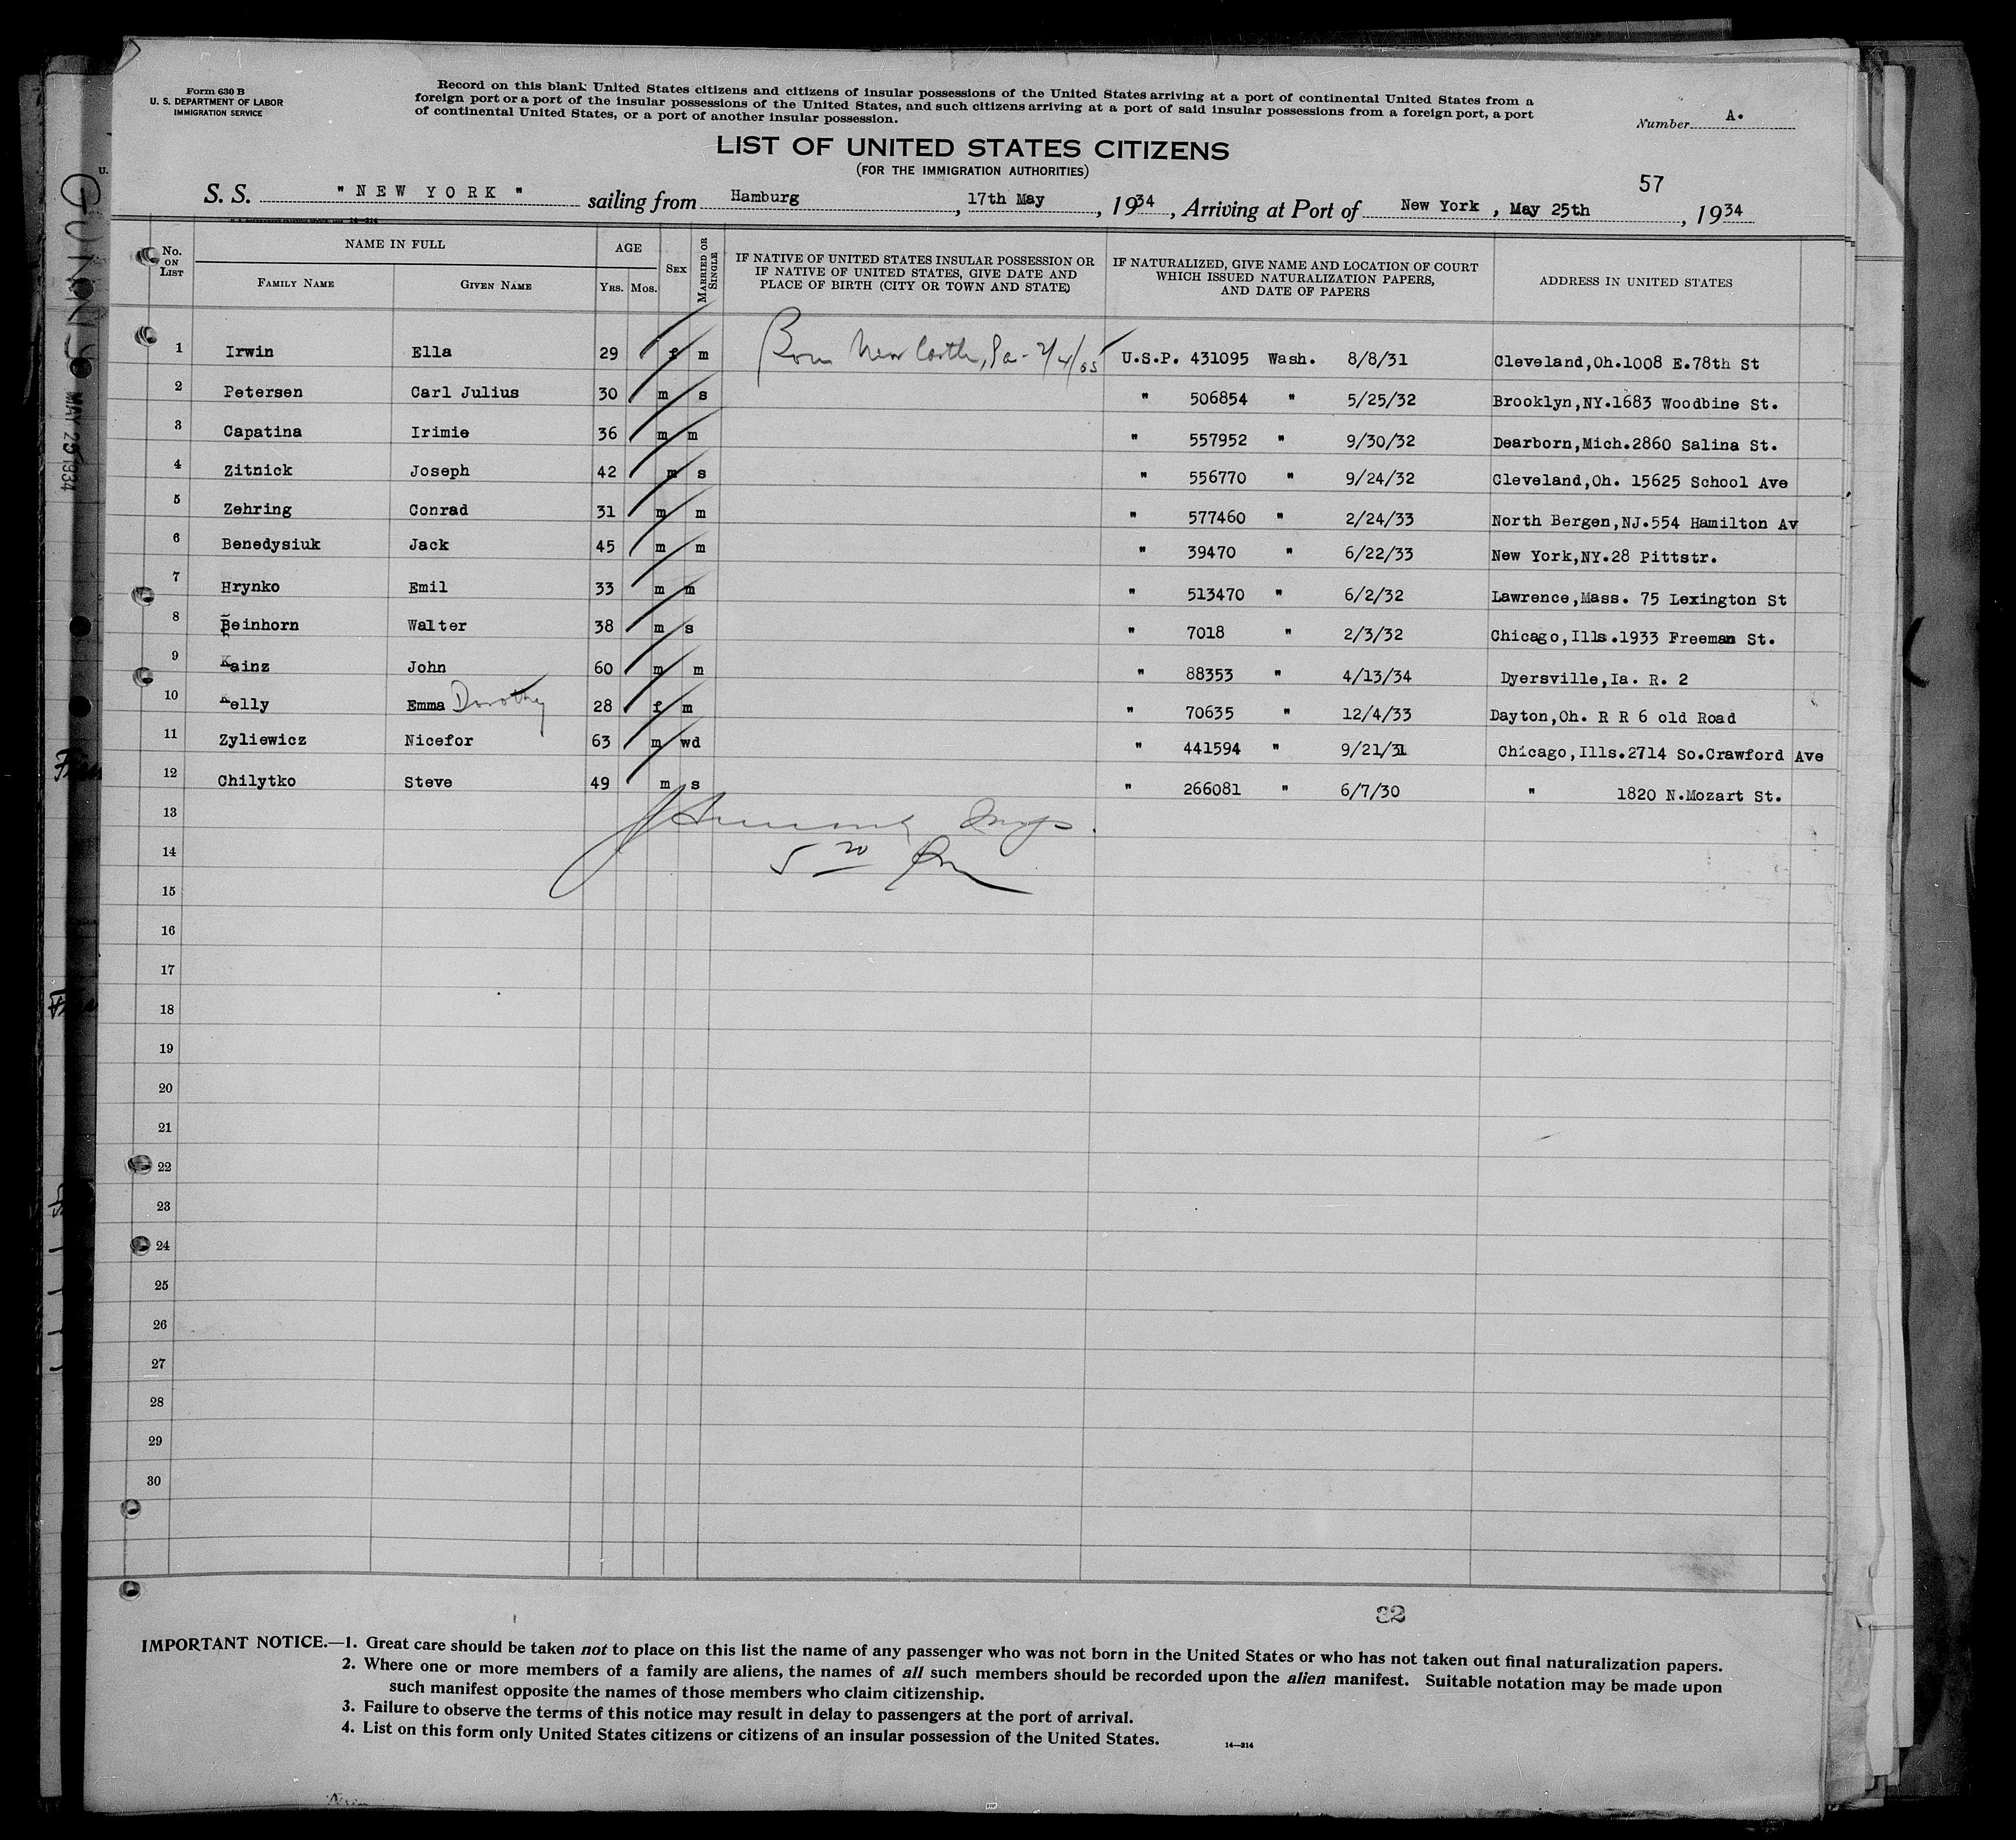 Form 630 B
U. S. DEPARTMENT OF LABOR
IMMIGRATION SERVICE
Record on this blank United States citizens and citizens of insular possessions of the United States arriving at a port of continental United States from a
foreign port or a port of the insular possessions of the United States, and such citizens arriving at a port of said insular possessions from a foreign port, a port
of continental United States, or a port of another insular possession.
Number A.
LIST OF UNITED STATES CITIZENS
(FOR THE IMMIGRATION AUTHORITIES)
57
S. S. " NEW YORK " sailing from Hamburg, 17th May, 1934, Arriving at Port of New York, May 25th, 1934
No. ON LIST
NAME IN FULL
FAMILY NAME
GIVEN NAME
AGE
YRS. MOS.
SEX
MARRIED OR SINGLE
IF NATIVE OF UNITED STATES INSULAR POSSESSION OR
IF NATIVE OF UNITED STATES, GIVE DATE AND
PLACE OF BIRTH (CITY OR TOWN AND STATE)
IF NATURALIZED, GIVE NAME AND LOCATION OF COURT
WHICH ISSUED NATURALIZATION PAPERS,
AND DATE OF PAPERS
ADDRESS IN UNITED STATES
1 Irwin Ella 29 f m Born New Castle, Pa - 2/4/05 U.S.P. 431095 Wash. 8/8/31 Cleveland,Oh.1008 E.78th St
2 Petersen Carl Julius 30 m s " 506854 " 5/25/32 Brooklyn,NY.1683 Woodbine St.
3 Capatina Irimie 36 m m " 557952 " 9/30/32 Dearborn,Mich.2860 Salina St.
4 Zitnick Joseph 42 m s " 556770 " 9/24/32 Cleveland,Oh. 15625 School Ave
5 Zehring Conrad 31 m m " 577460 " 2/24/33 North Bergen,NJ.554 Hamilton Av
6 Benedysiuk Jack 45 m m " 39470 " 6/22/33 New York,NY.28 Pittstr.
7 Hrynko Emil 33 m m " 513470 " 6/2/32 Lawrence,Mass. 75 Lexington St
8 Beinhorn Walter 38 m s " 7018 " 2/3/32 Chicago,Ills.1933 Freeman St.
9 Kainz John 60 m m " 88353 " 4/13/34 Dyersville,Ia. R. 2
10 Kelly Emma Dorothy 28 f m " 70635 " 12/4/33 Dayton,Oh. R R 6 old Road
11 Zyliewicz Nicefor 63 m wd " 441594 " 9/21/31 Chicago,Ills.2714 So.Crawford Ave
12 Chilytko Steve 49 m s " 266081 " 6/7/30 " 1820 N.Mozart St.
13
14 5 20 Pm
15
16
17
18
19
20
21
22
23
24
25
26
27
28
29
30
32
IMPORTANT NOTICE.—1. Great care should be taken not to place on this list the name of any passenger who was not born in the United States or who has not taken out final naturalization papers.
2. Where one or more members of a family are aliens, the names of all such members should be recorded upon the alien manifest. Suitable notation may be made upon
such manifest opposite the names of those members who claim citizenship.
3. Failure to observe the terms of this notice may result in delay to passengers at the port of arrival.
4. List on this form only United States citizens or citizens of an insular possession of the United States.
14—214
MAY 25 1934